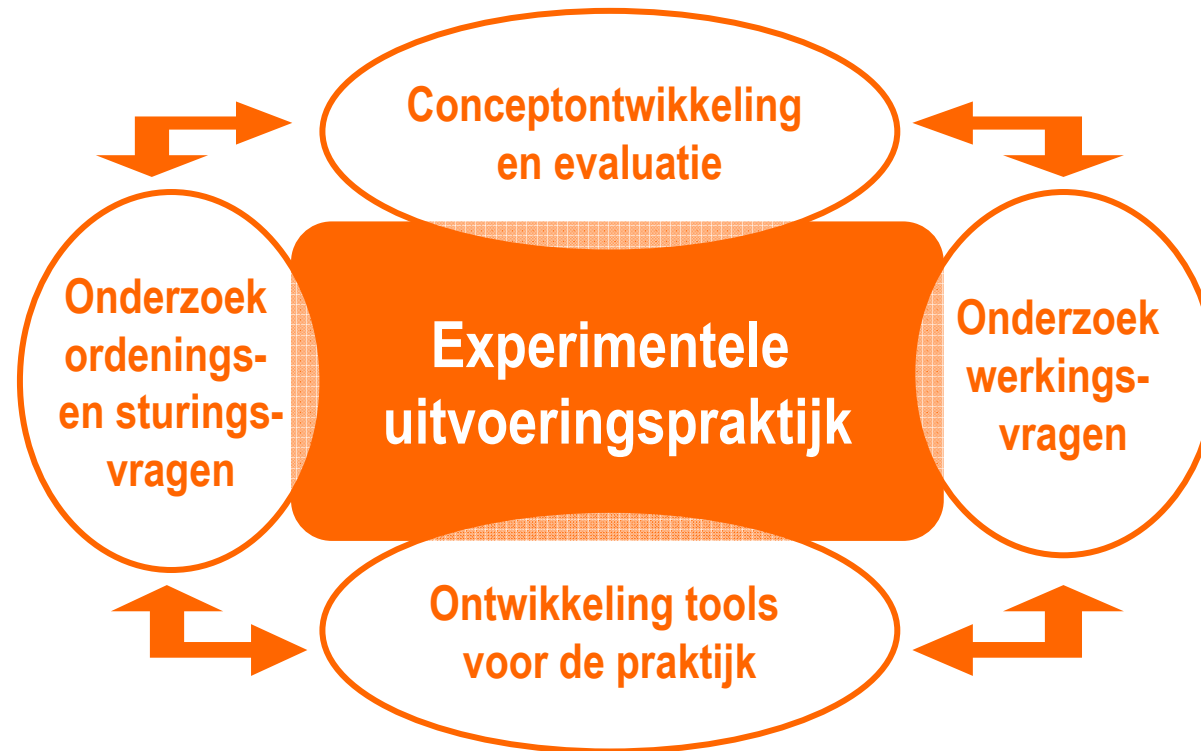 Conceptontwikkeling
en evaluatie
Onderzoek
ordenings-
en sturings-
vragen
Experimentele
uitvoeringspraktijk
Onderzoek
werkings-
vragen
Ontwikkeling tools
voor de praktijk